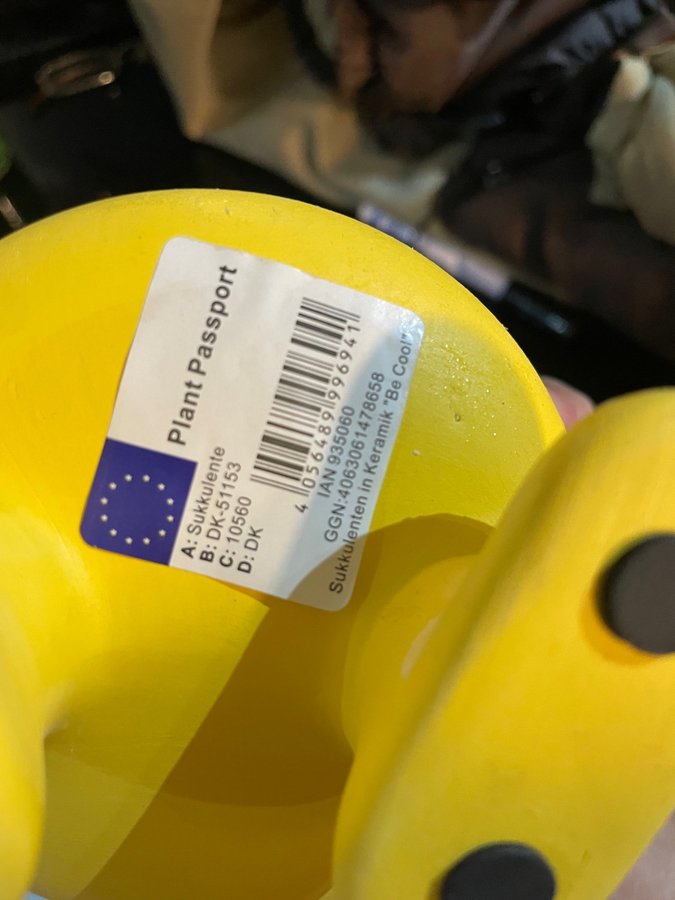 Plant Passport
A: Sukkulente
B: DK-51153
C: 10560
D: DK
4 056489 996941
IAN 935060
GGN:4063061478658
Sukkulenten in Keramik "Be Cool"